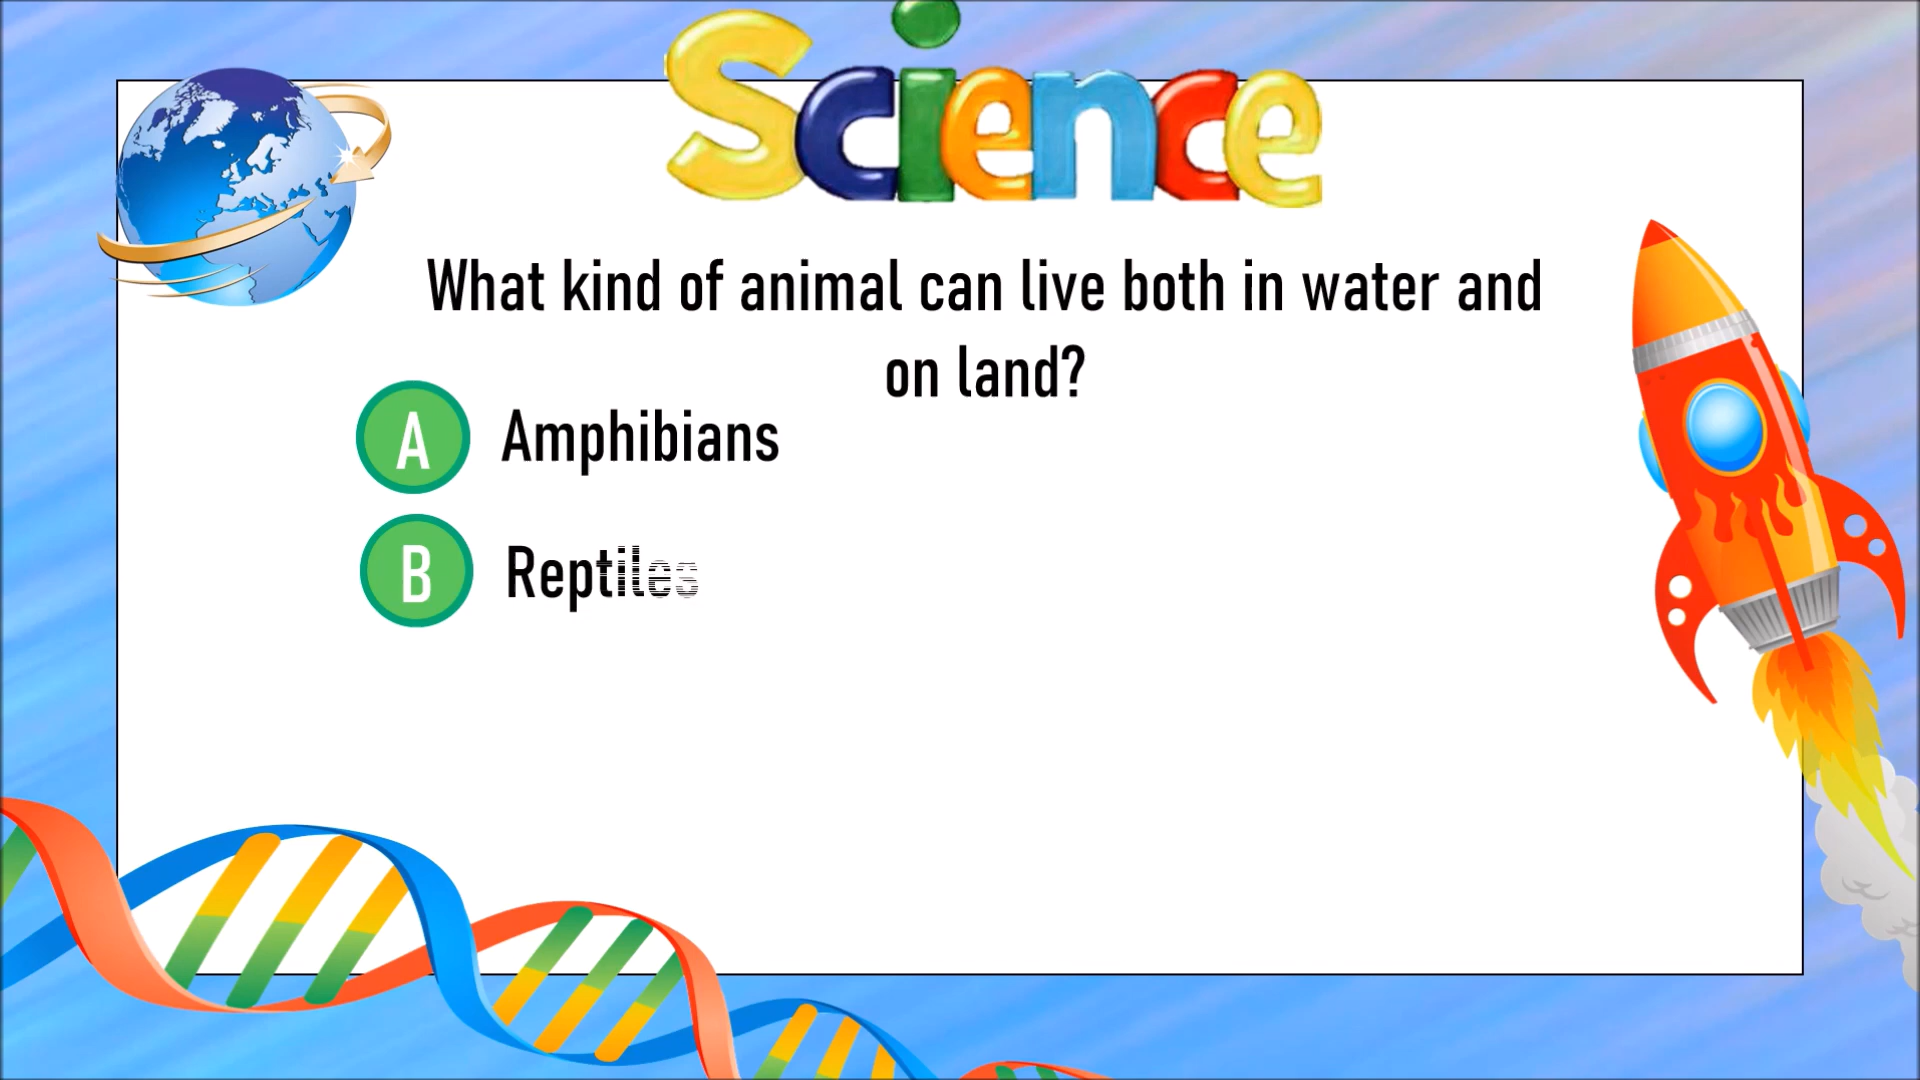 Science
What kind of animal can live both in water and
on land?
A Amphibians
B Reptiles